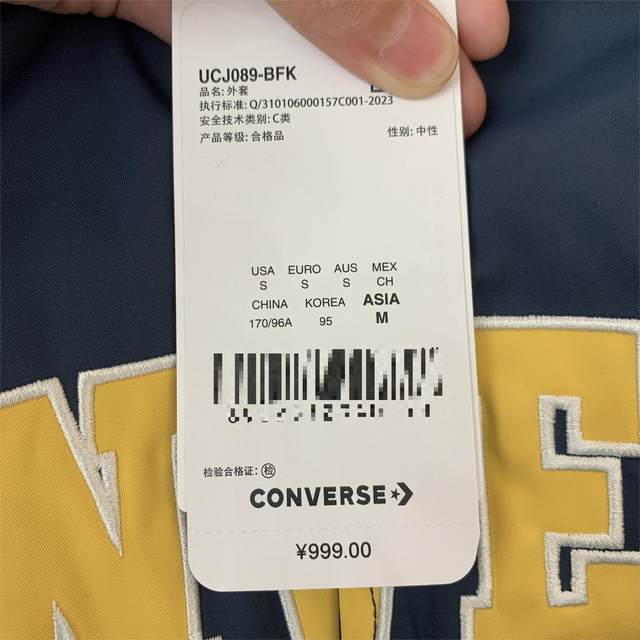 UCJ089-BFK
品名: 外套
执行标准: Q/310106000157C001-2023
安全技术类别: C类
产品等级: 合格品 性别: 中性
USA EURO AUS MEX
S S S CH
CHINA KOREA ASIA
170/96A 95 M
检验合格证: 检
CONVERSE
¥999.00